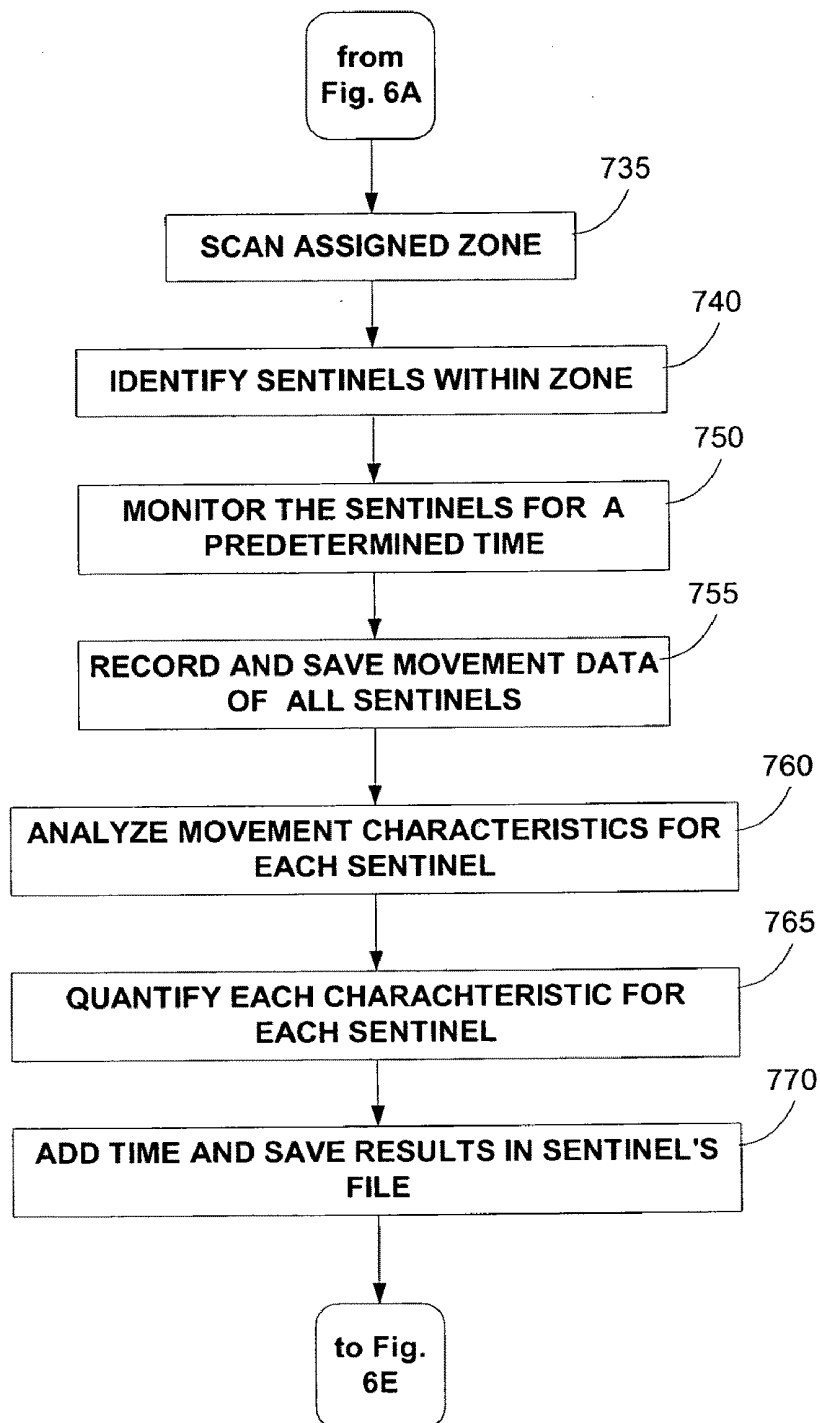 from
Fig. 6A
735
SCAN ASSIGNED ZONE
740
IDENTIFY SENTINELS WITHIN ZONE
750
MONITOR THE SENTINELS FOR A
PREDETERMINED TIME
755
RECORD AND SAVE MOVEMENT DATA
OF ALL SENTINELS
760
ANALYZE MOVEMENT CHARACTERISTICS FOR
EACH SENTINEL
765
QUANTIFY EACH CHARACHTERISTIC FOR
EACH SENTINEL
770
ADD TIME AND SAVE RESULTS IN SENTINEL'S
FILE
to Fig.
6E